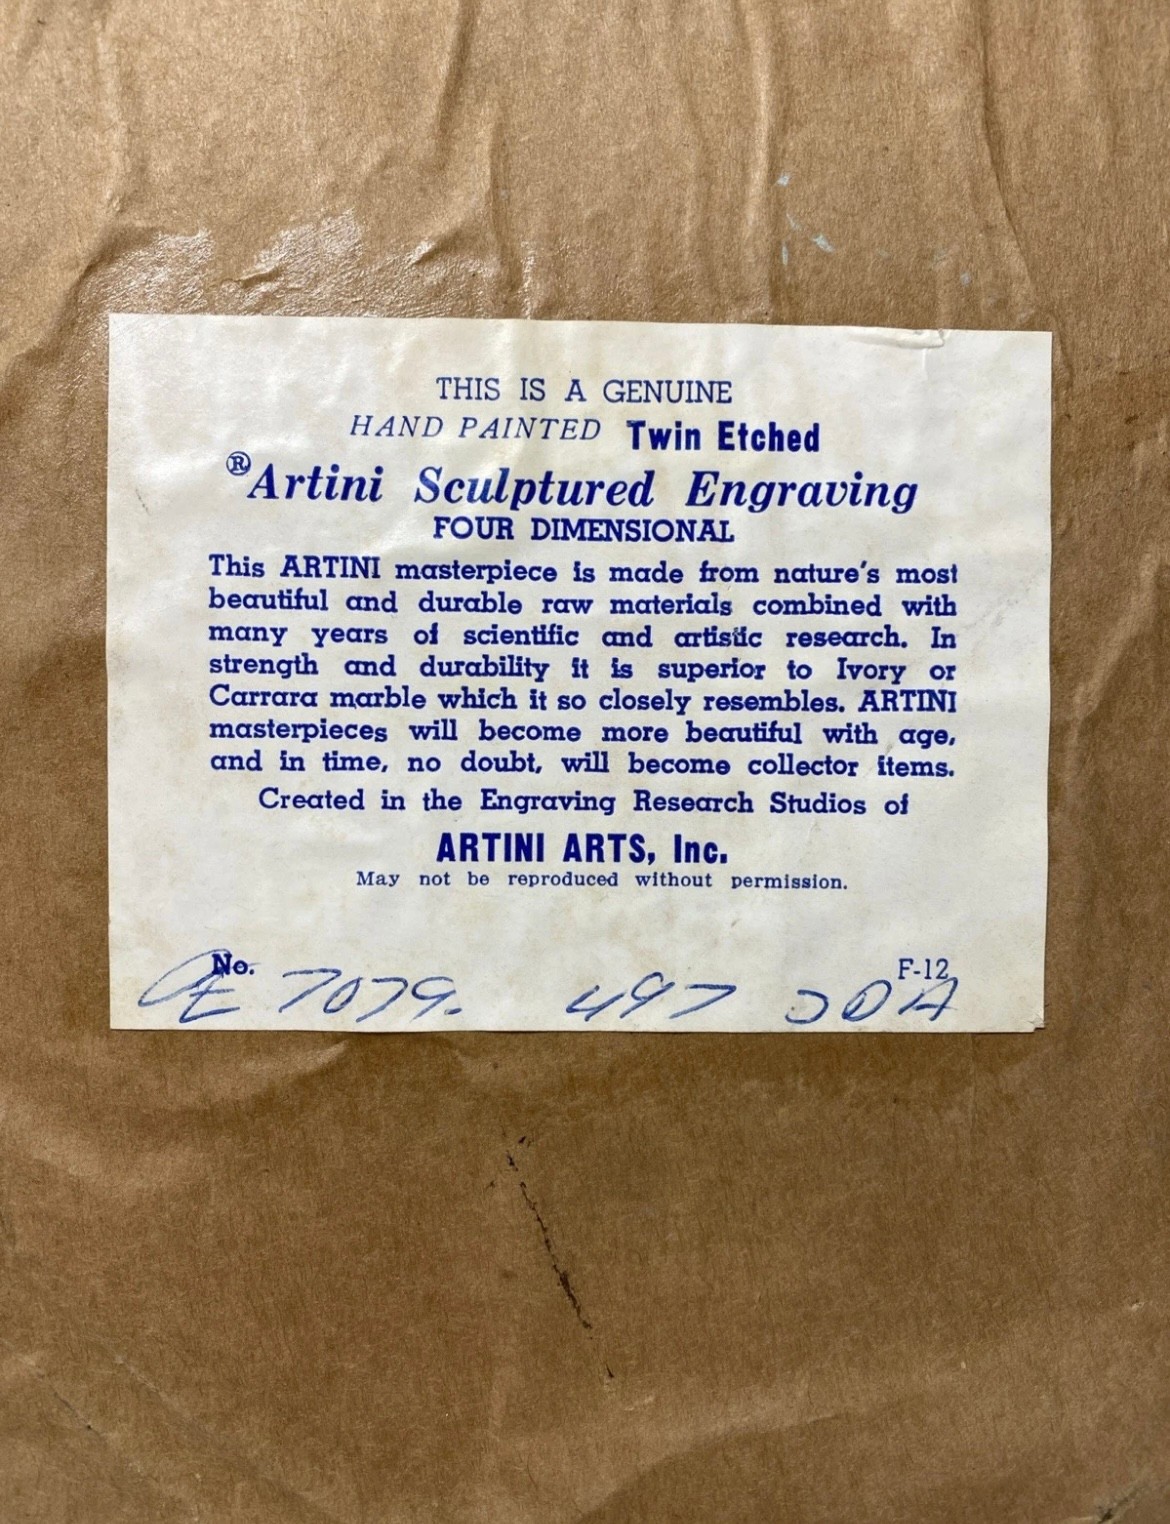 THIS IS A GENUINE
HAND PAINTED Twin Etched
®Artini Sculptured Engraving
FOUR DIMENSIONAL
This ARTINI masterpiece is made from nature's most
beautiful and durable raw materials combined with
many years of scientific and artistic research. In
strength and durability it is superior to Ivory or
Carrara marble which it so closely resembles. ARTINI
masterpieces will become more beautiful with age,
and in time, no doubt, will become collector items.
Created in the Engraving Research Studios of
ARTINI ARTS, Inc.
May not be reproduced without permission.
No. F-12
7079. 497